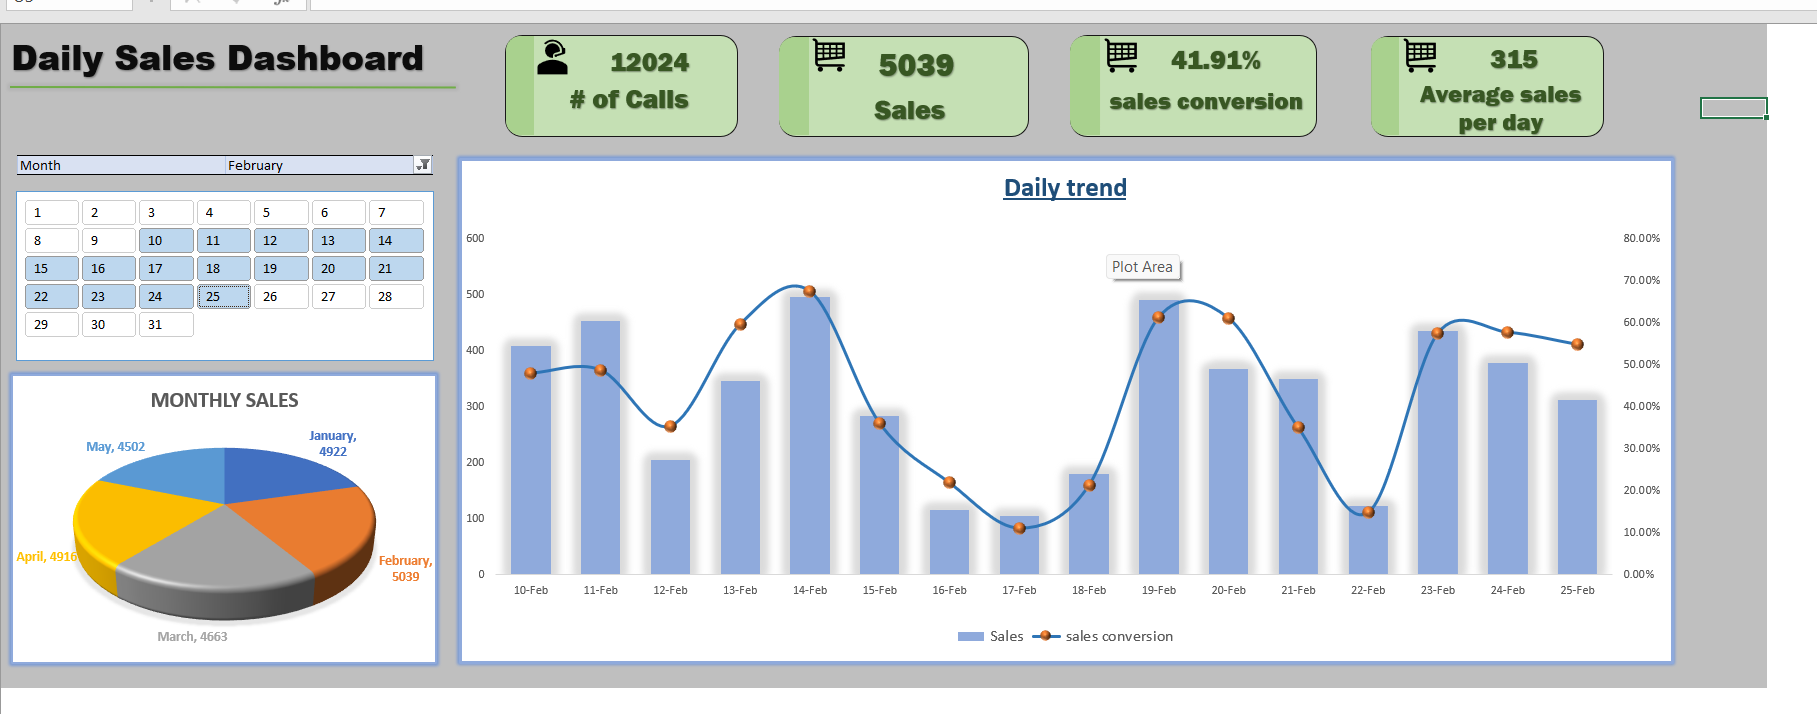 Daily Sales Dashboard
12024
# of Calls
5039
Sales
41.91%
sales conversion
315
Average sales
per day
Month February
1 2 3 4 5 6 7
8 9 10 11 12 13 14
15 16 17 18 19 20 21
22 23 24 25 26 27 28
29 30 31
MONTHLY SALES
January,
4922
February,
5039
March, 4663
April, 4916
May, 4502
Daily trend
Plot Area
600
500
400
300
200
100
0
80.00%
70.00%
60.00%
50.00%
40.00%
30.00%
20.00%
10.00%
0.00%
10-Feb 11-Feb 12-Feb 13-Feb 14-Feb 15-Feb 16-Feb 17-Feb 18-Feb 19-Feb 20-Feb 21-Feb 22-Feb 23-Feb 24-Feb 25-Feb
Sales sales conversion